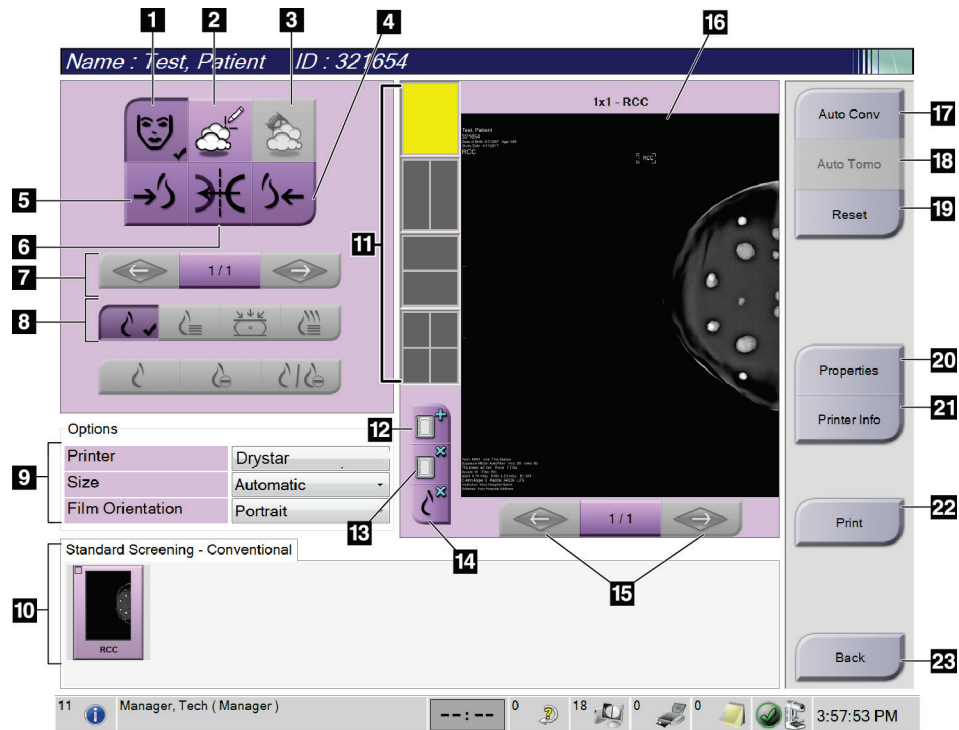 1
2
3
4
16
Name : Test, Patient ID : 321654
1x1 - RCC
Test, Patient
321654
RCC
RCC
Auto Conv
17
Auto Tomo
18
Reset
19
5
6
11
7
1/1
8
Properties
20
Printer Info
21
Options
12
9
Printer
Drystar
Size
Automatic
Film Orientation
Portrait
13
14
1/1
15
Print
22
Standard Screening - Conventional
10
RCC
Back
23
11
Manager, Tech ( Manager )
--:--
0
18
0
0
3:57:53 PM